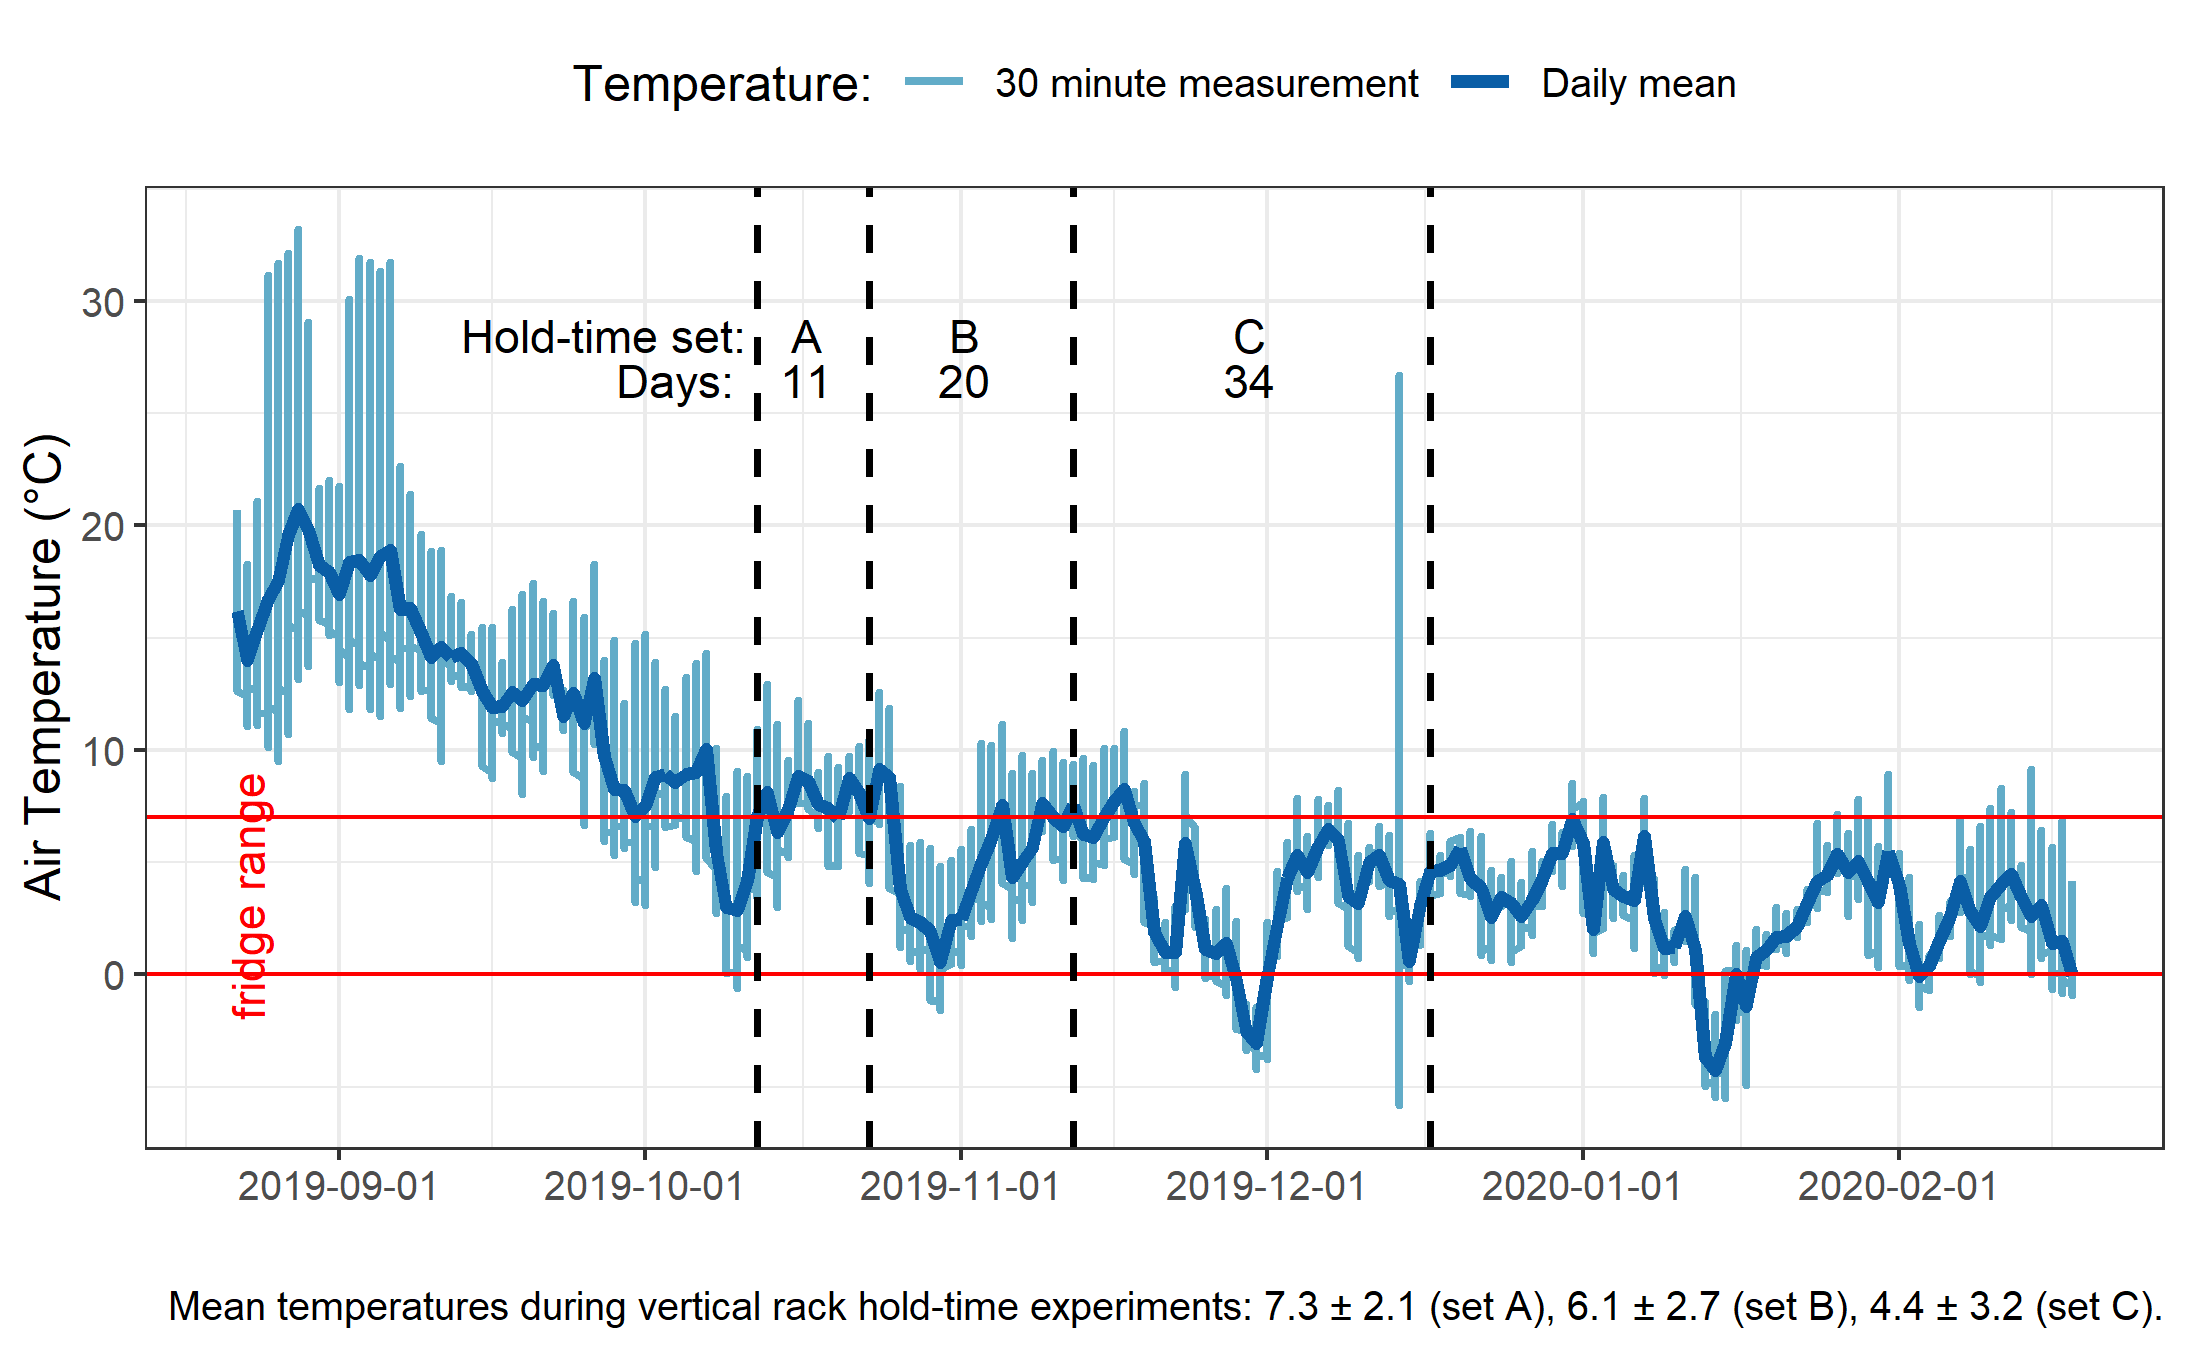 Temperature: 30 minute measurement Daily mean
Air Temperature (°C)
30
20
10
0
Hold-time set: A B C
Days: 11 20 34
fridge range
2019-09-01 2019-10-01 2019-11-01 2019-12-01 2020-01-01 2020-02-01
Mean temperatures during vertical rack hold-time experiments: 7.3 ± 2.1 (set A), 6.1 ± 2.7 (set B), 4.4 ± 3.2 (set C).